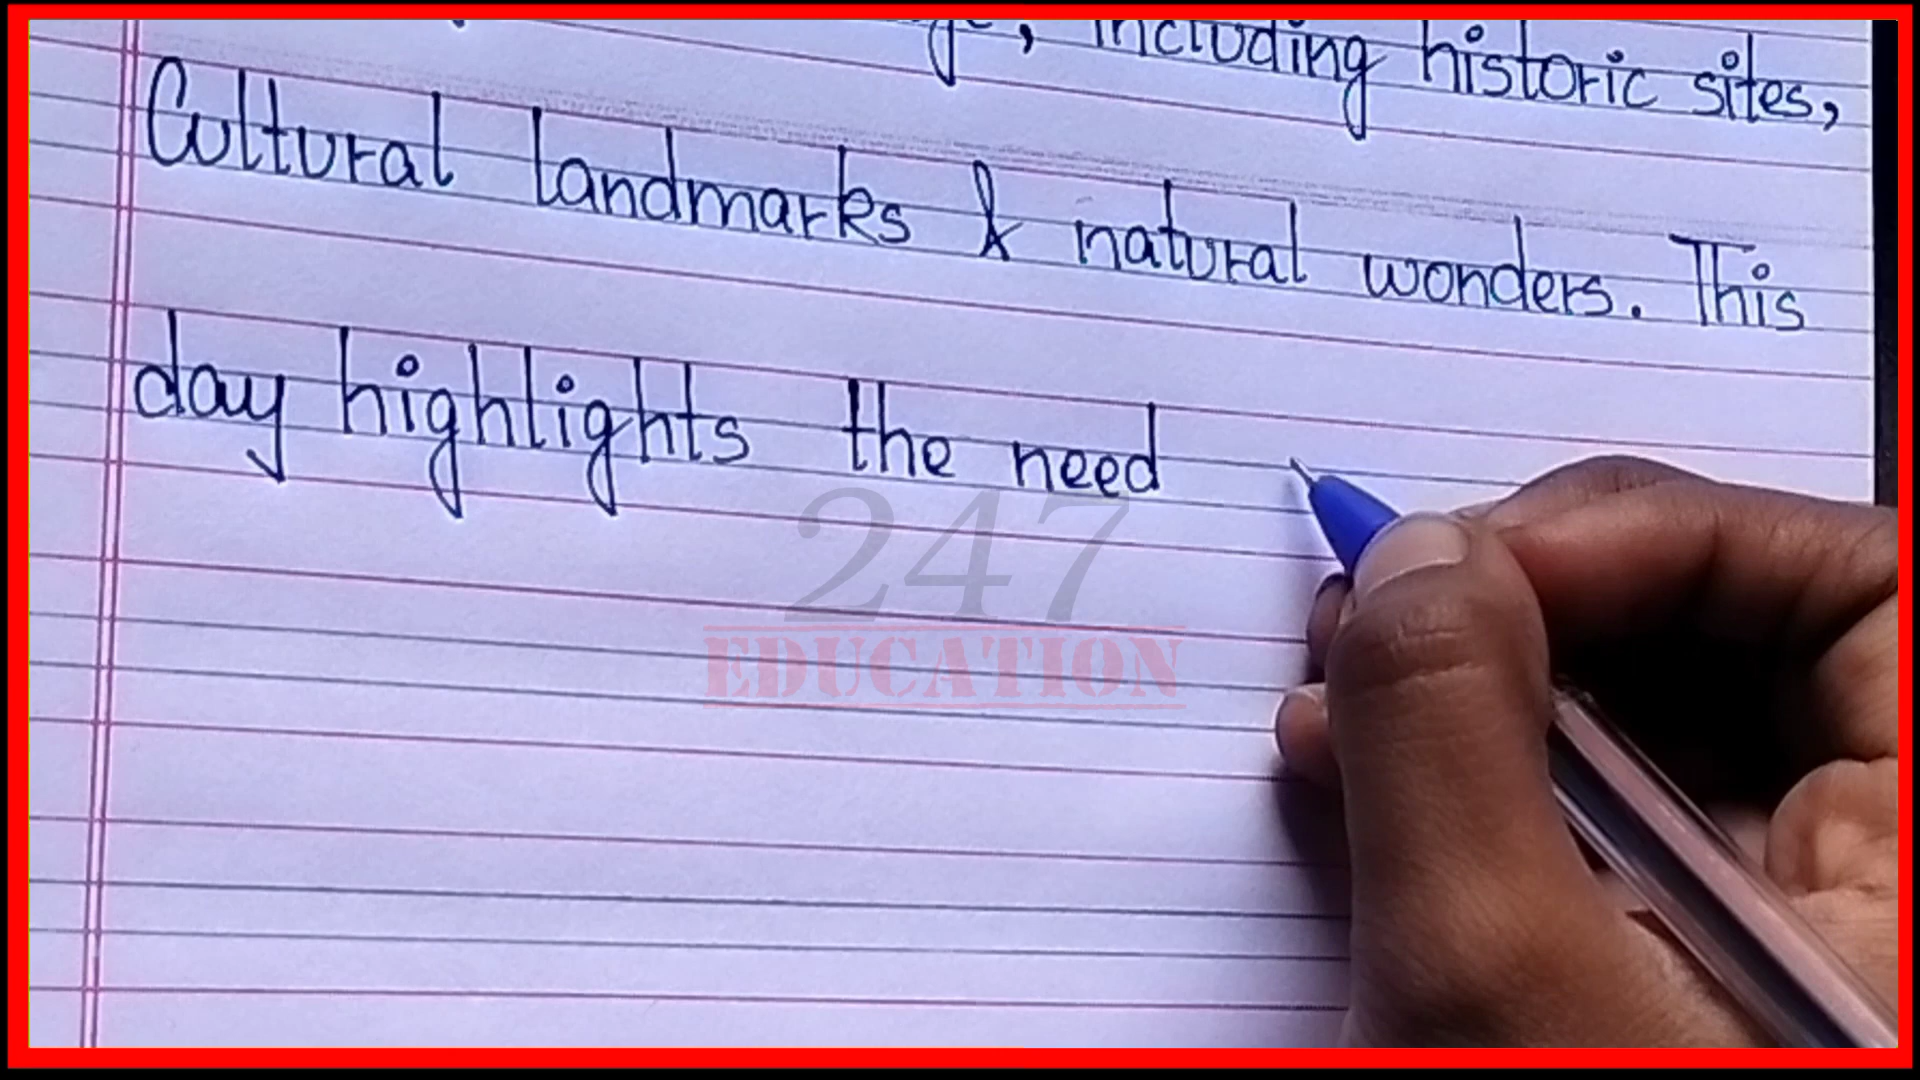 , including historic sites,
Cultural landmarks & natural wonders. This
day highlights the need
247
EDUCATION